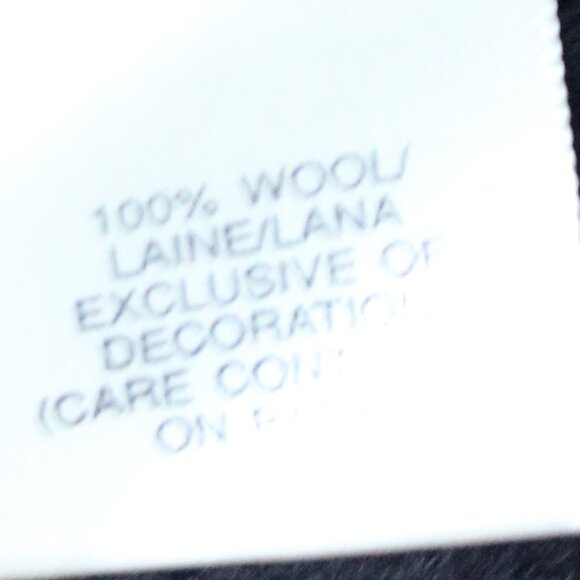 100% WOOL/
LAINE/LANA
EXCLUSIVE OF
DECORATION
(CARE
ON